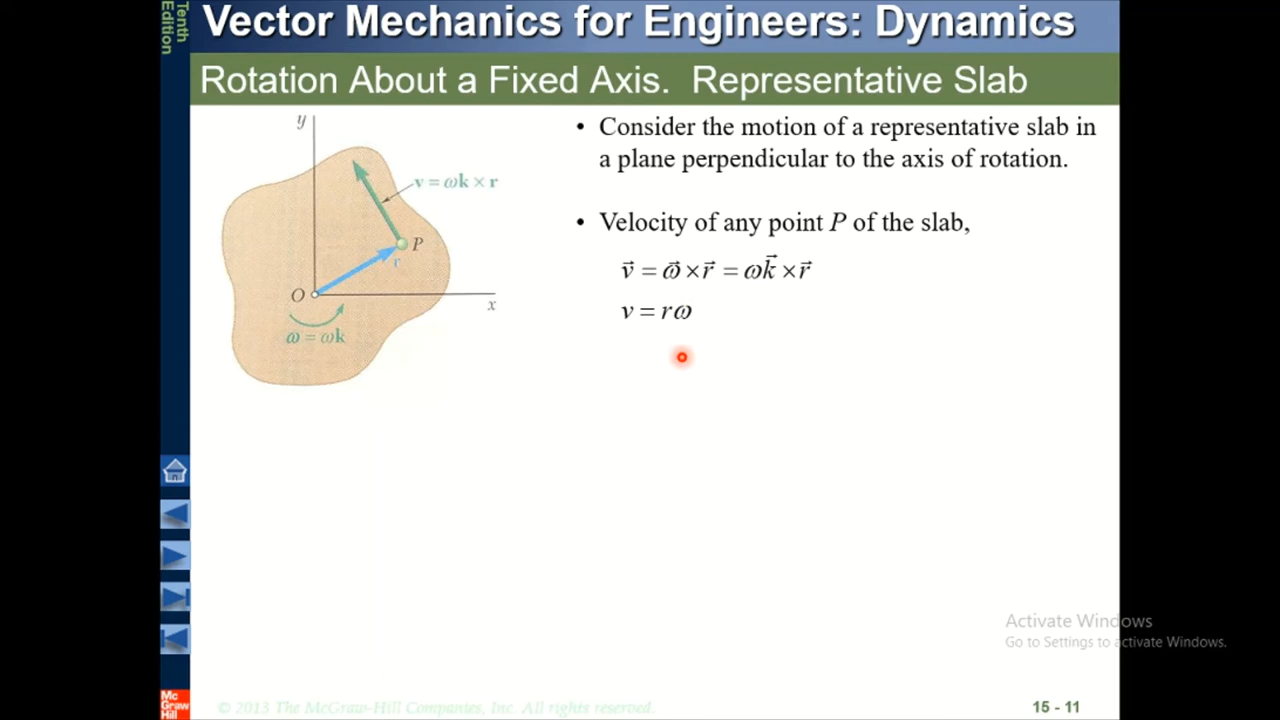 Vector Mechanics for Engineers: Dynamics
Tenth
Edition
Rotation About a Fixed Axis. Representative Slab
y
v = ωk × r
P
r
O
x
ω = ωk
• Consider the motion of a representative slab in
a plane perpendicular to the axis of rotation.
• Velocity of any point P of the slab,
v⃗ = ω⃗ × r⃗ = ωk⃗ × r⃗
v = rω
Activate Windows
Go to Settings to activate Windows.
Mc
Graw
Hill
© 2013 The McGraw-Hill Companies, Inc. All rights reserved.
15 - 11